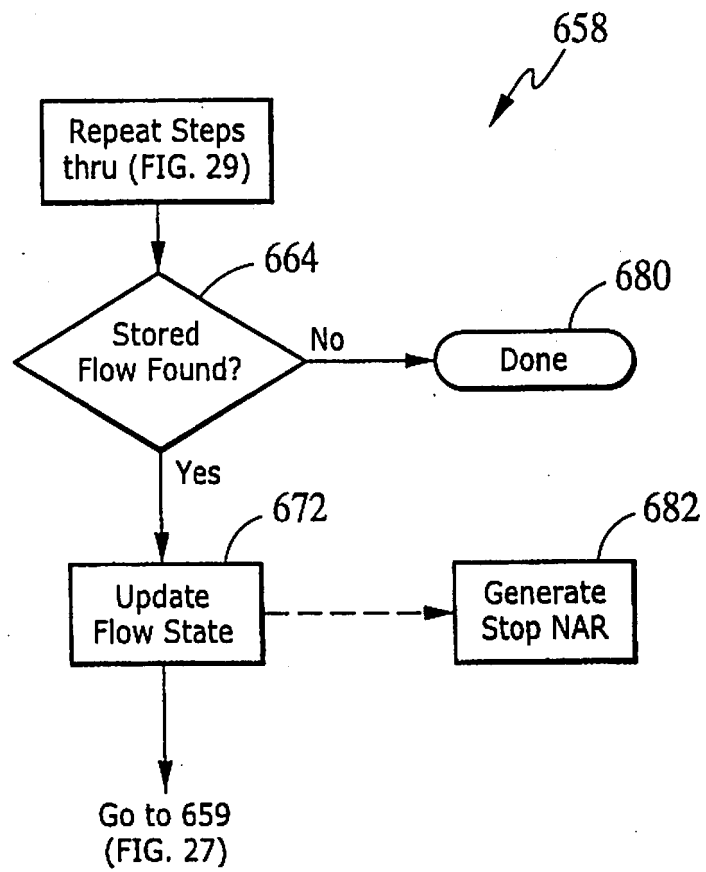 658
Repeat Steps
thru (FIG. 29)
664
680
Stored
Flow Found?
No
Done
Yes
672
682
Update
Flow State
Generate
Stop NAR
Go to 659
(FIG. 27)